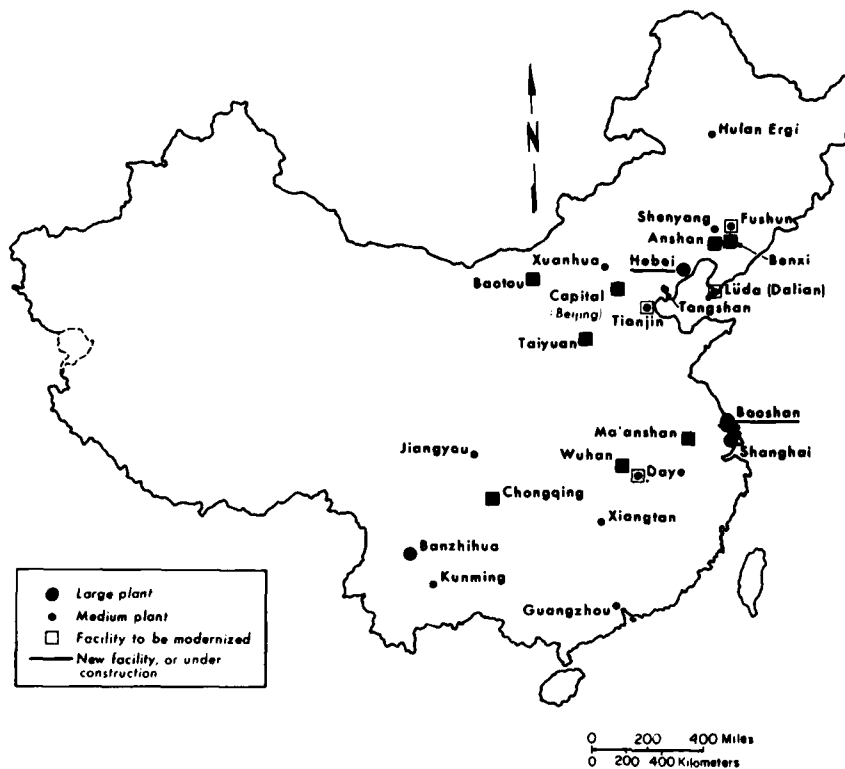 N
Hulan Ergi
Shenyang
Fushun
Anshan
Benxi
Xuanhua
Hebei
Baotou
Capital
(Beijing)
Lüda (Dalian)
Tangshan
Tianjin
Taiyuan
Baoshan
Ma'anshan
Shanghai
Jiangyou
Wuhan
Daye
Chongqing
Xiangtan
Banzhihua
Kunming
Guangzhou
Large plant
Medium plant
Facility to be modernized
New facility, or under
construction
0 200 400 Miles
0 200 400 Kilometers